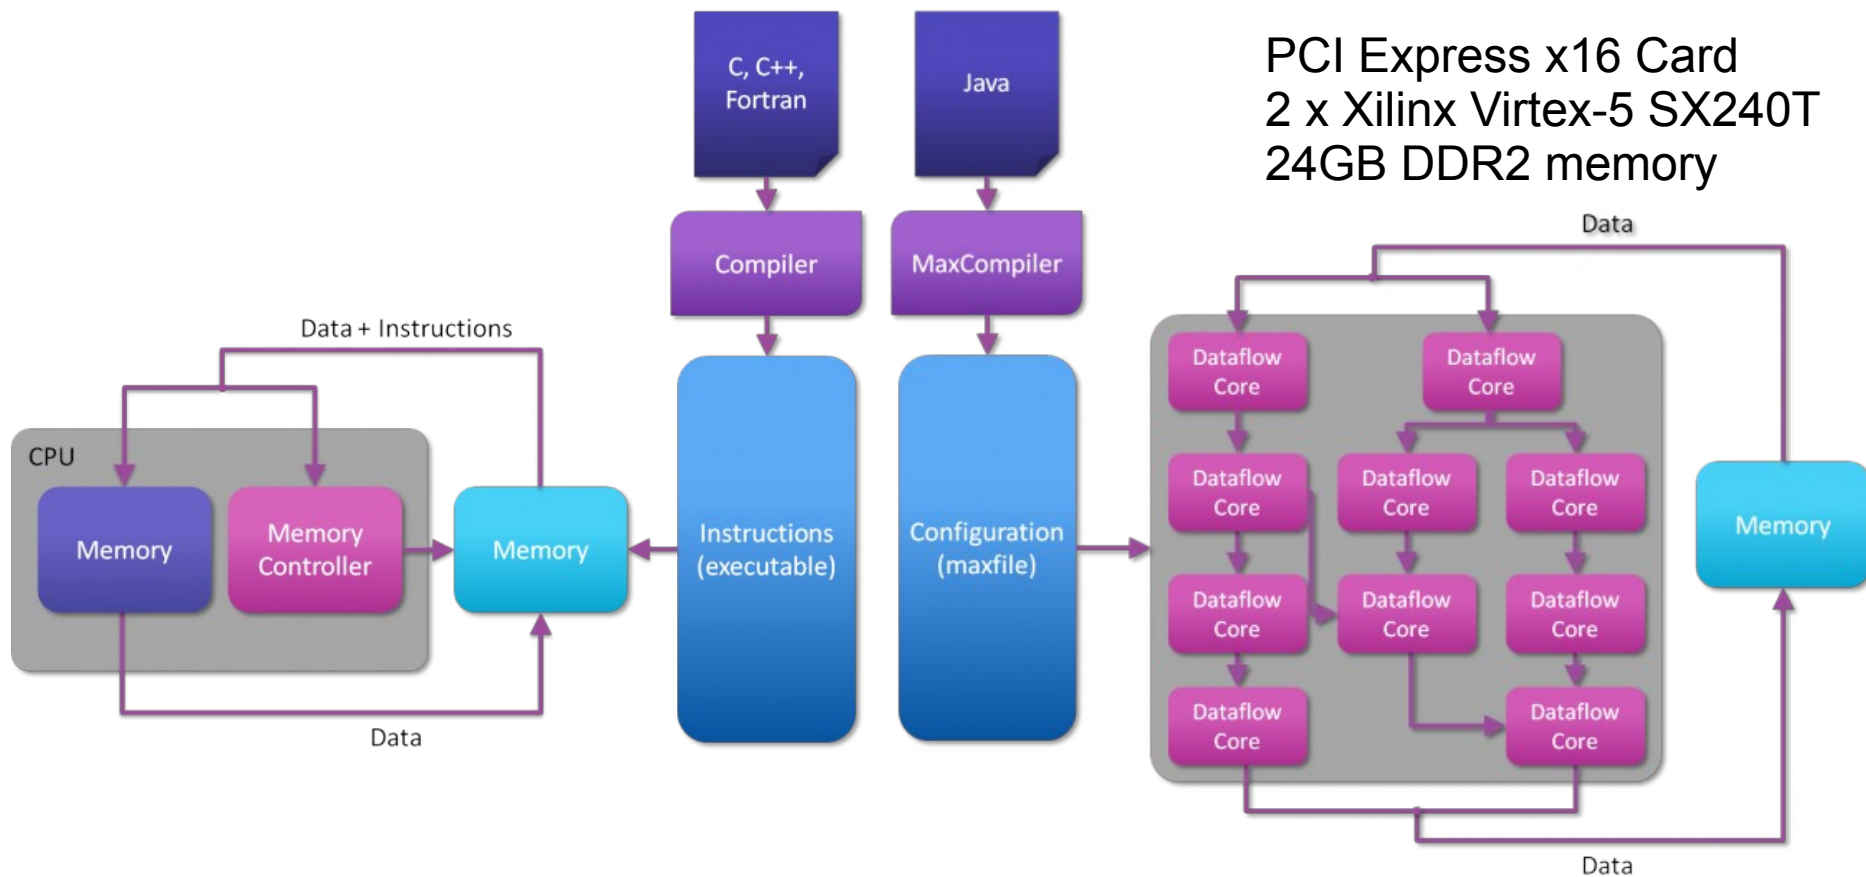 C, C++,
Fortran
Java
PCI Express x16 Card
2 x Xilinx Virtex-5 SX240T
24GB DDR2 memory
Compiler
MaxCompiler
Data + Instructions
CPU
Memory
Memory
Controller
Memory
Data
Instructions
(executable)
Configuration
(maxfile)
Data
Dataflow
Core
Dataflow
Core
Dataflow
Core
Dataflow
Core
Dataflow
Core
Dataflow
Core
Dataflow
Core
Dataflow
Core
Dataflow
Core
Dataflow
Core
Memory
Data